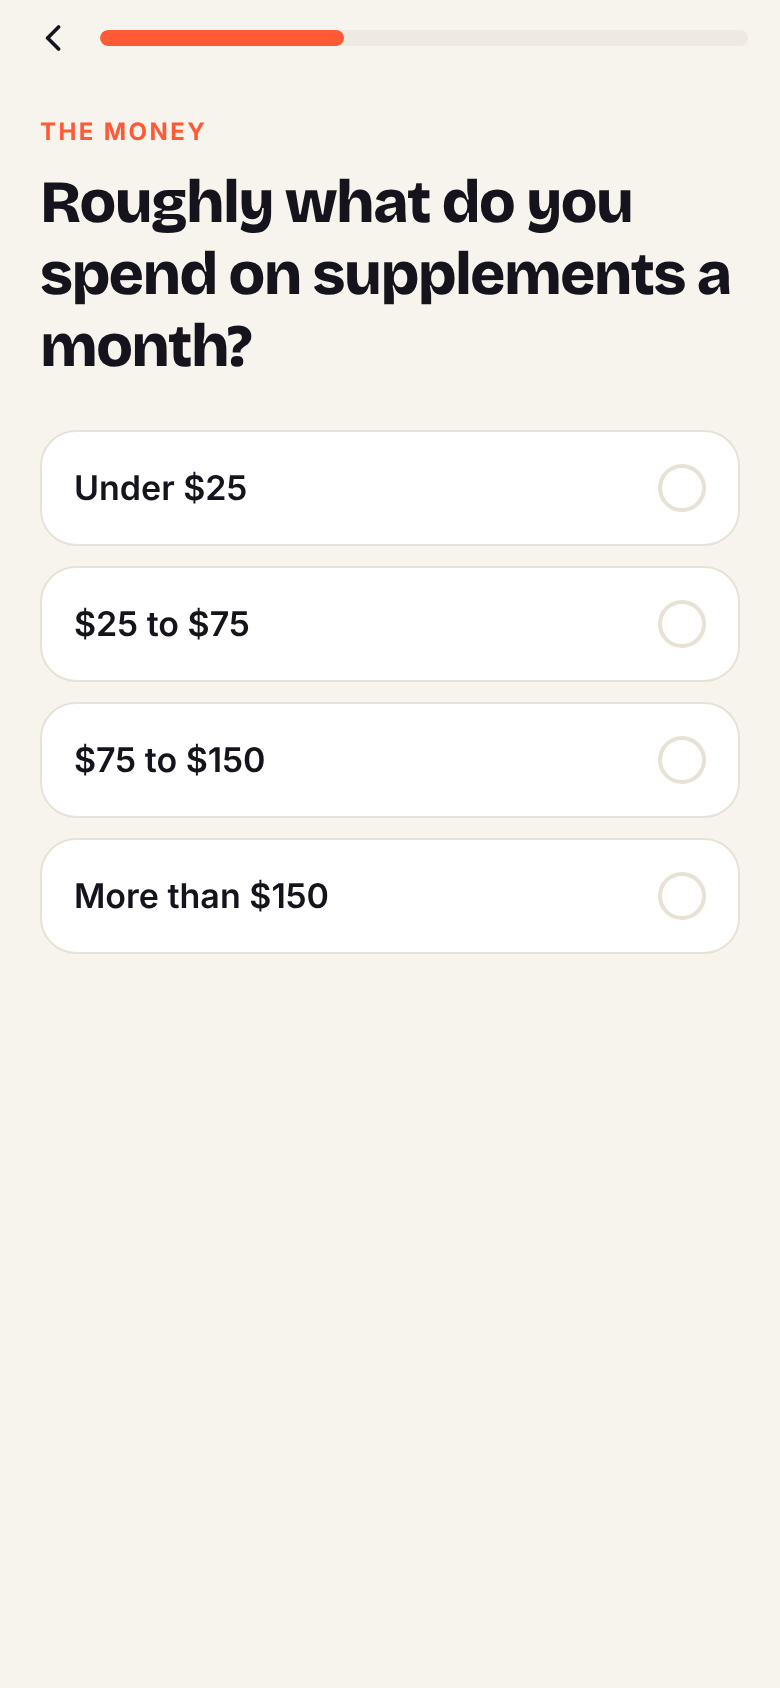 THE MONEY
Roughly what do you
spend on supplements a
month?
Under $25
$25 to $75
$75 to $150
More than $150